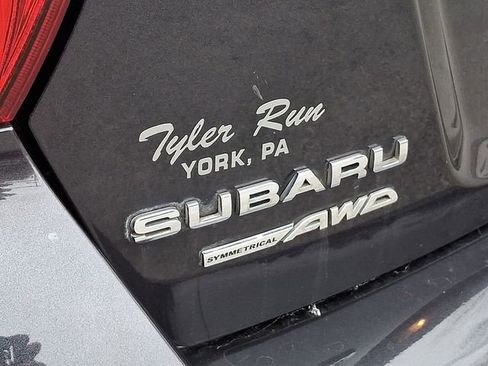 Tyler Run
YORK, PA
SUBARU
SYMMETRICAL AWD